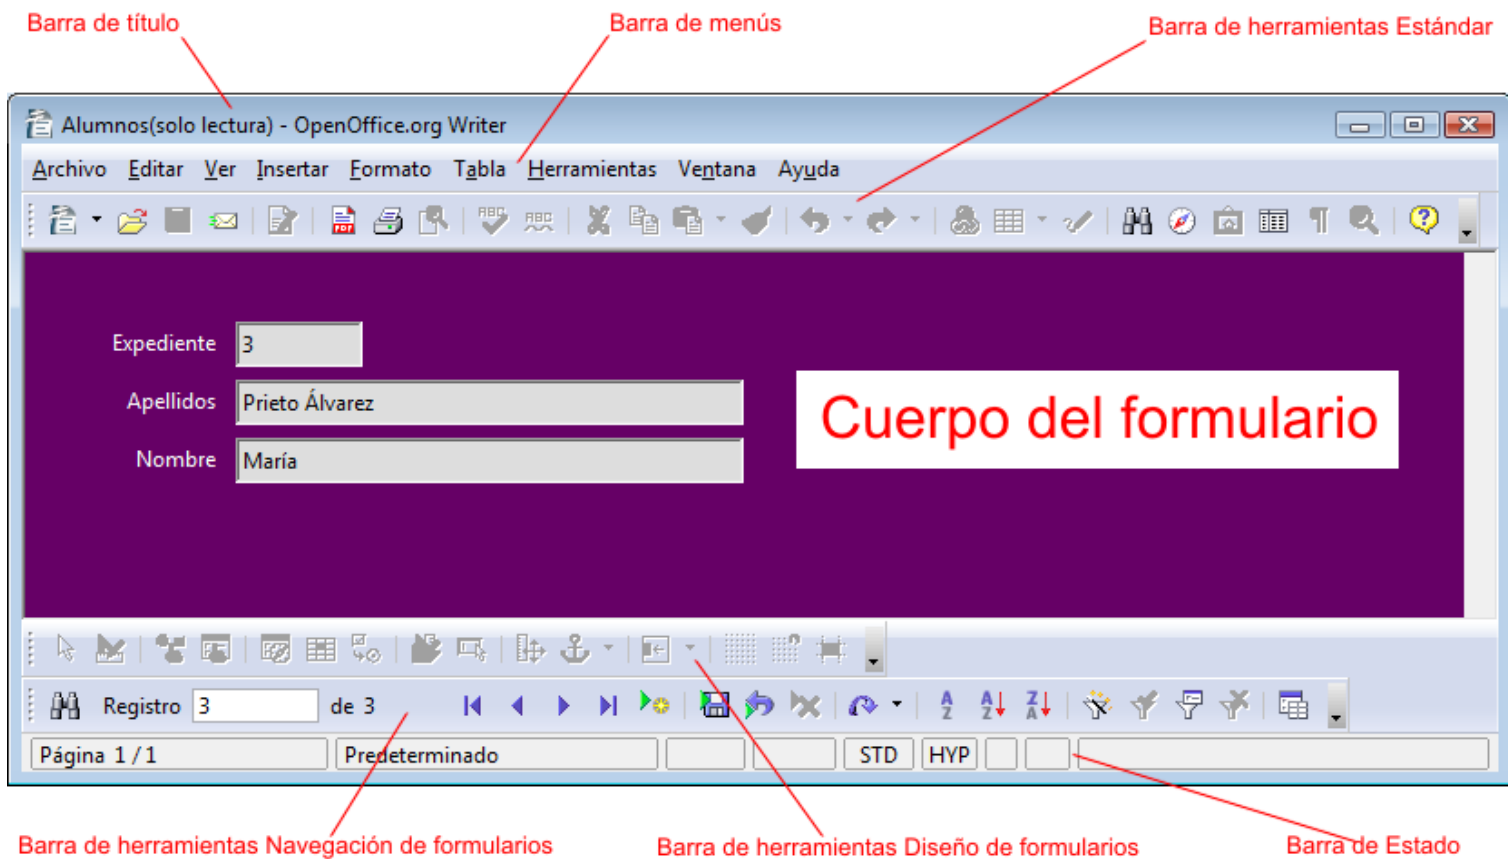 Barra de título
Barra de menús
Barra de herramientas Estándar
Alumnos(solo lectura) - OpenOffice.org Writer
Archivo Editar Ver Insertar Formato Tabla Herramientas Ventana Ayuda
Expediente 3
Apellidos Prieto Álvarez
Nombre María
Cuerpo del formulario
Registro 3 de 3
Página 1 / 1 Predeterminado STD HYP
Barra de herramientas Navegación de formularios
Barra de herramientas Diseño de formularios
Barra de Estado